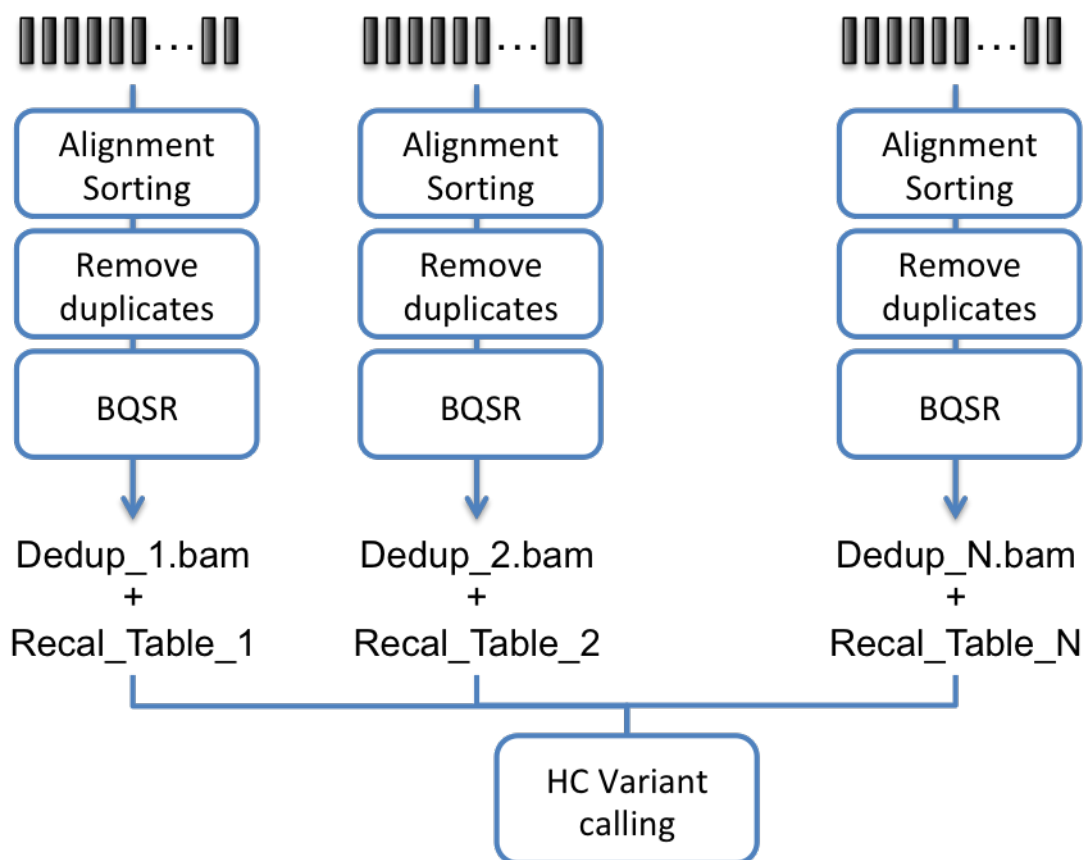 ... ... ...
Alignment
Sorting
Remove
duplicates
BQSR
Dedup_1.bam
+
Recal_Table_1
Alignment
Sorting
Remove
duplicates
BQSR
Dedup_2.bam
+
Recal_Table_2
Alignment
Sorting
Remove
duplicates
BQSR
Dedup_N.bam
+
Recal_Table_N
HC Variant
calling